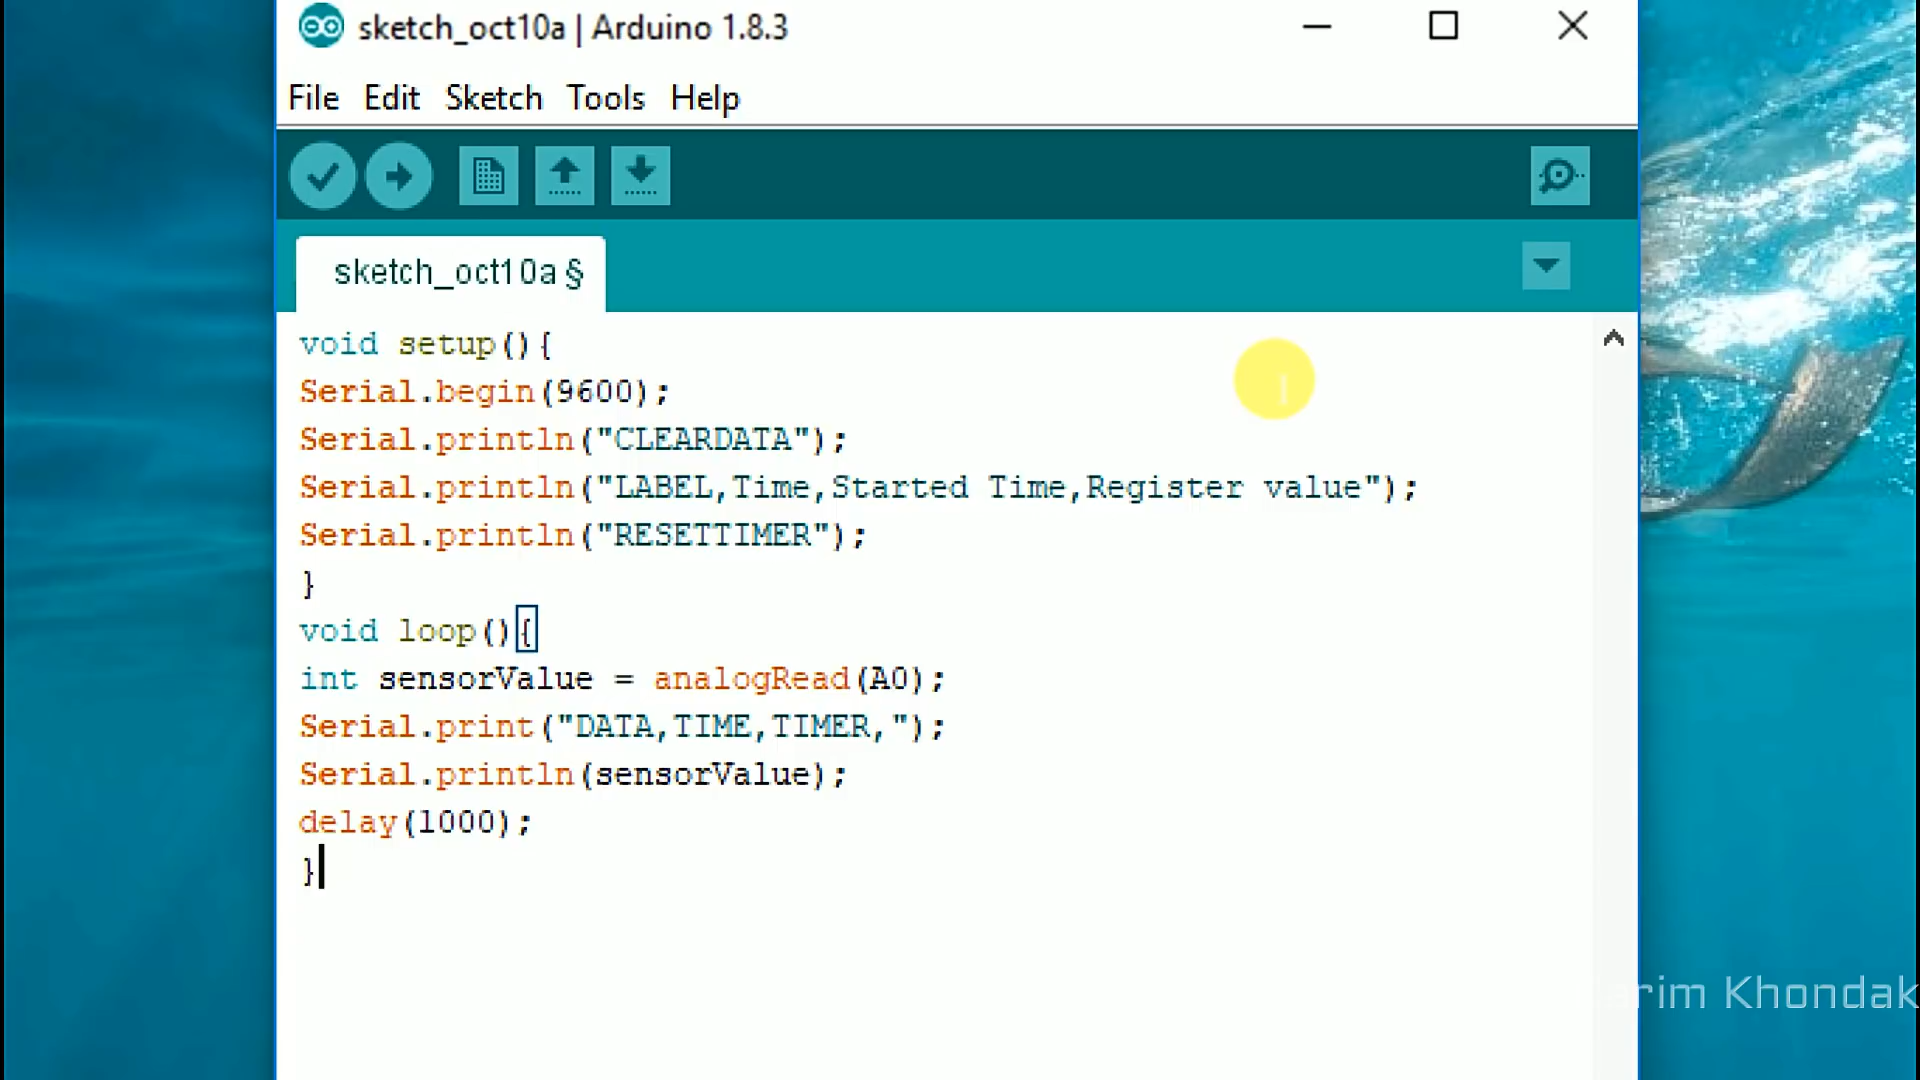 sketch_oct10a | Arduino 1.8.3
File Edit Sketch Tools Help
sketch_oct10a §
void setup(){
Serial.begin(9600);
Serial.println("CLEARDATA");
Serial.println("LABEL,Time,Started Time,Register value");
Serial.println("RESETTIMER");
}
void loop(){
int sensorValue = analogRead(A0);
Serial.print("DATA,TIME,TIMER,");
Serial.println(sensorValue);
delay(1000);
}
arim Khondak